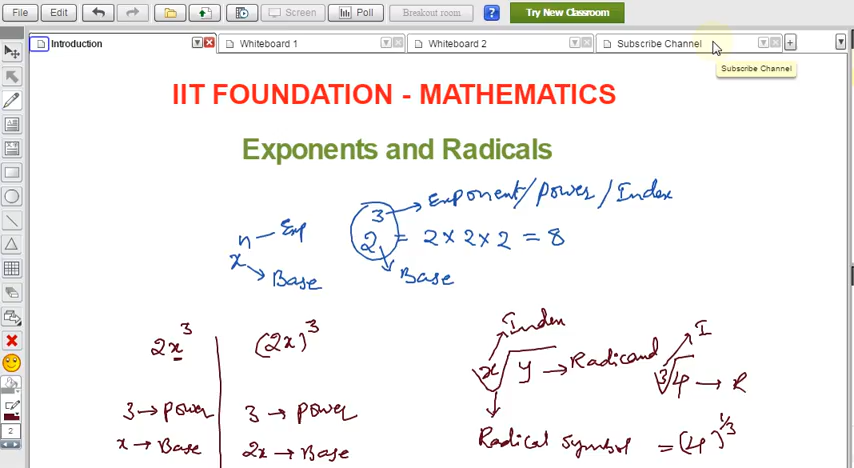 File Edit Screen Poll Breakout room ? Try New Classroom
Introduction Whiteboard 1 Whiteboard 2 Subscribe Channel +
Subscribe Channel
IIT FOUNDATION - MATHEMATICS
Exponents and Radicals
3 → Exponent/Power/Index
n — Exp
2 = 2 × 2 × 2 = 8
x → Base
Base
2x³ (2x)³
Index
x√y → Radicand
I
³√4 → R
3 → Power 3 → Power
x → Base 2x → Base
Radical Symbol = (4)^1/3
2